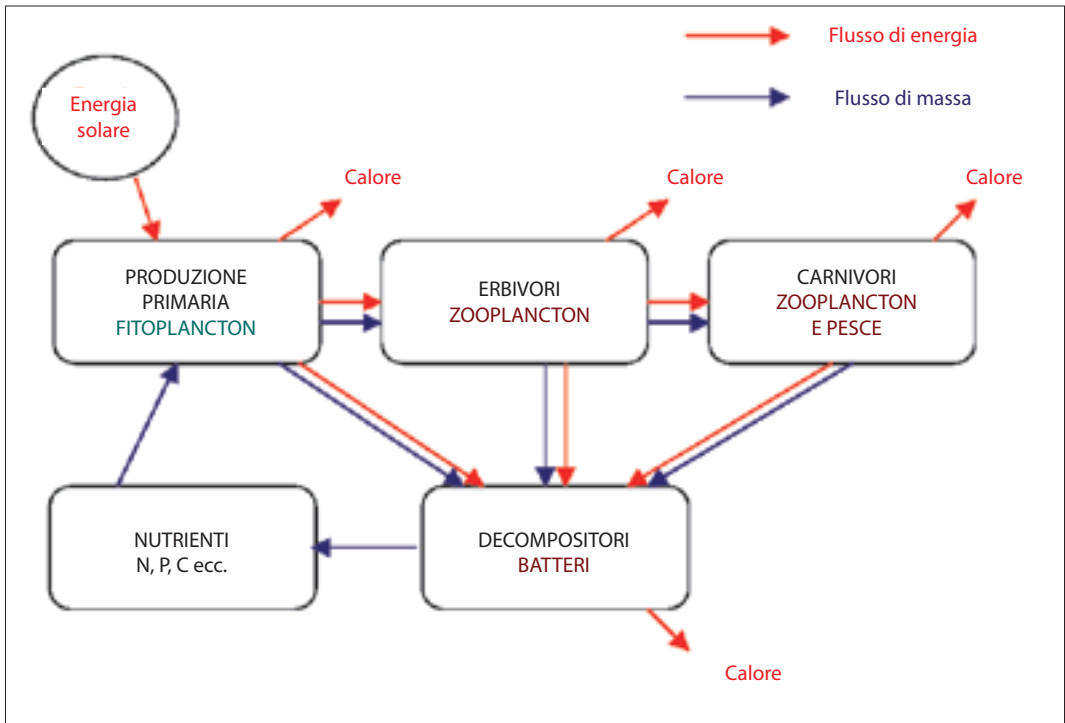 Flusso di energia
Flusso di massa
Energia
solare
Calore
Calore
Calore
PRODUZIONE
PRIMARIA
FITOPLANCTON
ERBIVORI
ZOOPLANCTON
CARNIVORI
ZOOPLANCTON
E PESCE
NUTRIENTI
N, P, C ecc.
DECOMPOSITORI
BATTERI
Calore